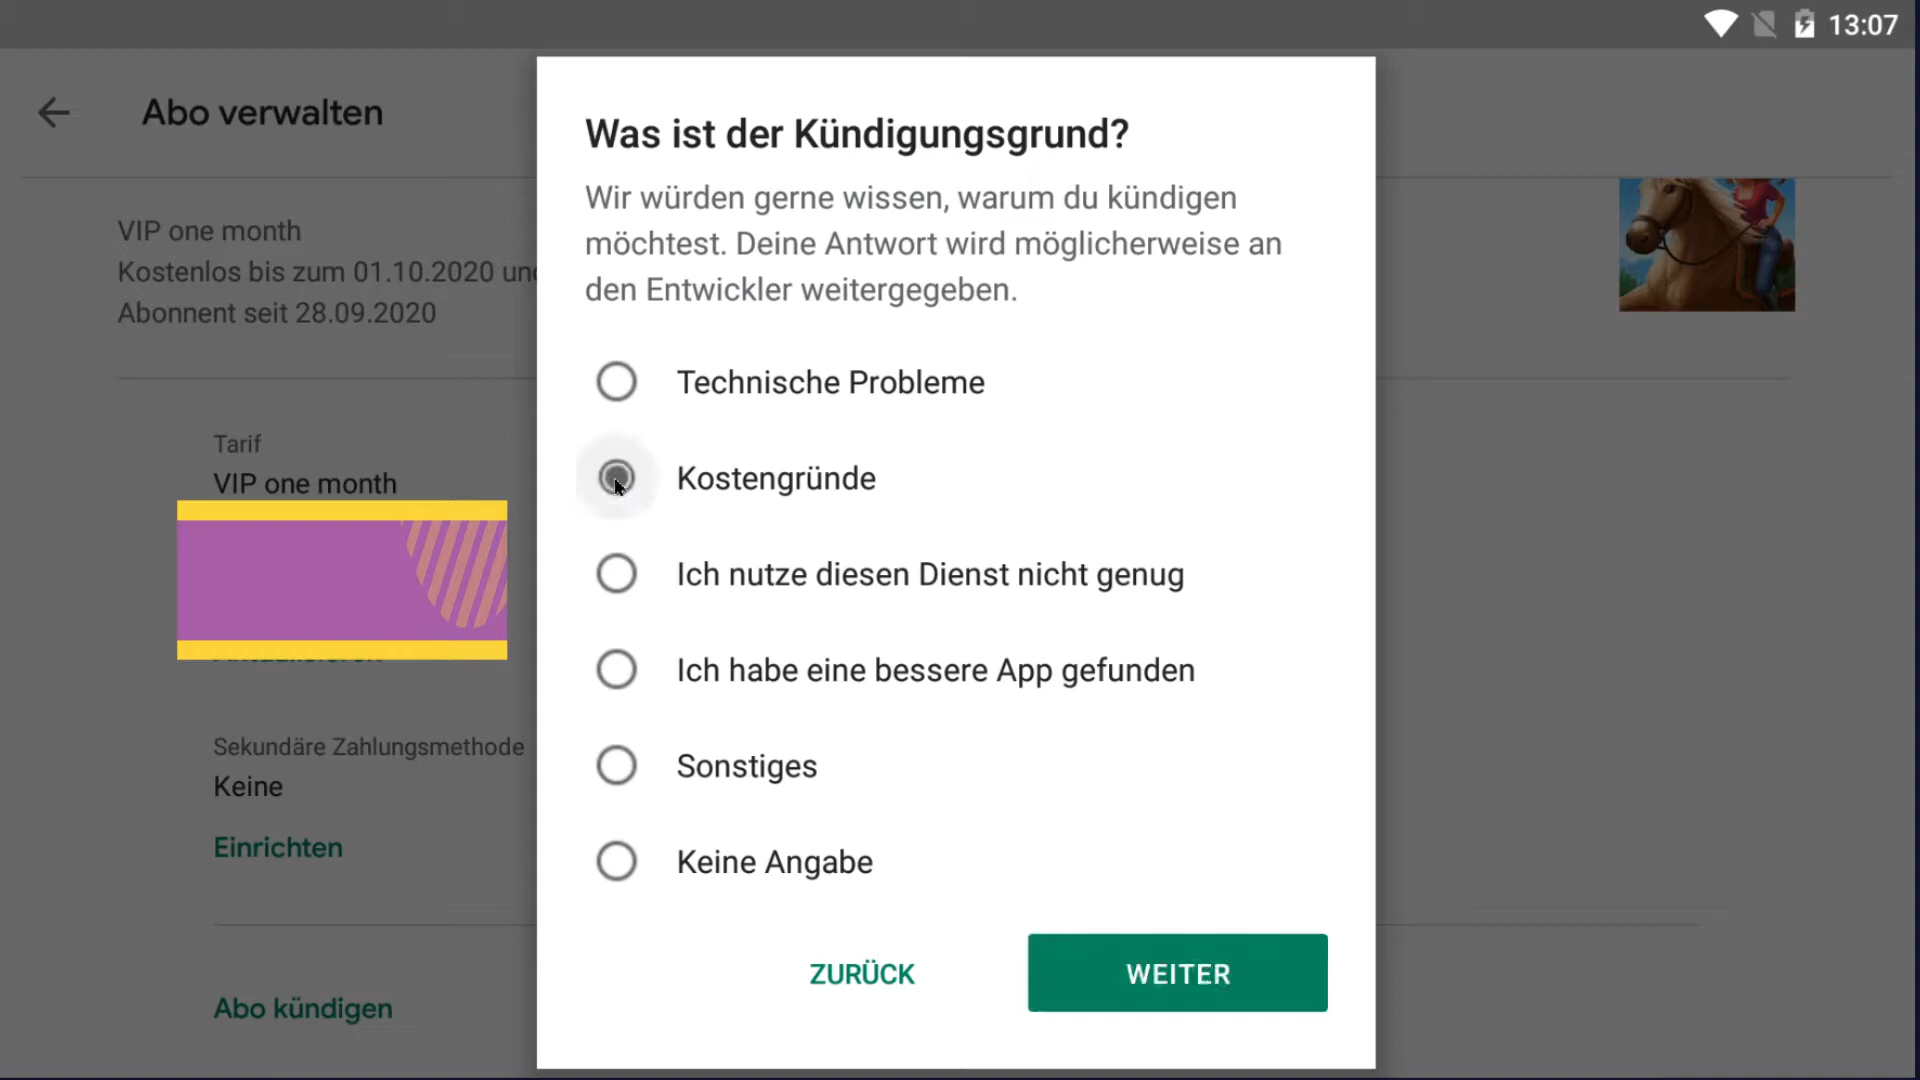 13:07
Abo verwalten
VIP one month
Kostenlos bis zum 01.10.2020
Abonnent seit 28.09.2020
Tarif
VIP one month
Sekundäre Zahlungsmethode
Keine
Einrichten
Abo kündigen
Was ist der Kündigungsgrund?
Wir würden gerne wissen, warum du kündigen
möchtest. Deine Antwort wird möglicherweise an
den Entwickler weitergegeben.
Technische Probleme
Kostengründe
Ich nutze diesen Dienst nicht genug
Ich habe eine bessere App gefunden
Sonstiges
Keine Angabe
ZURÜCK
WEITER